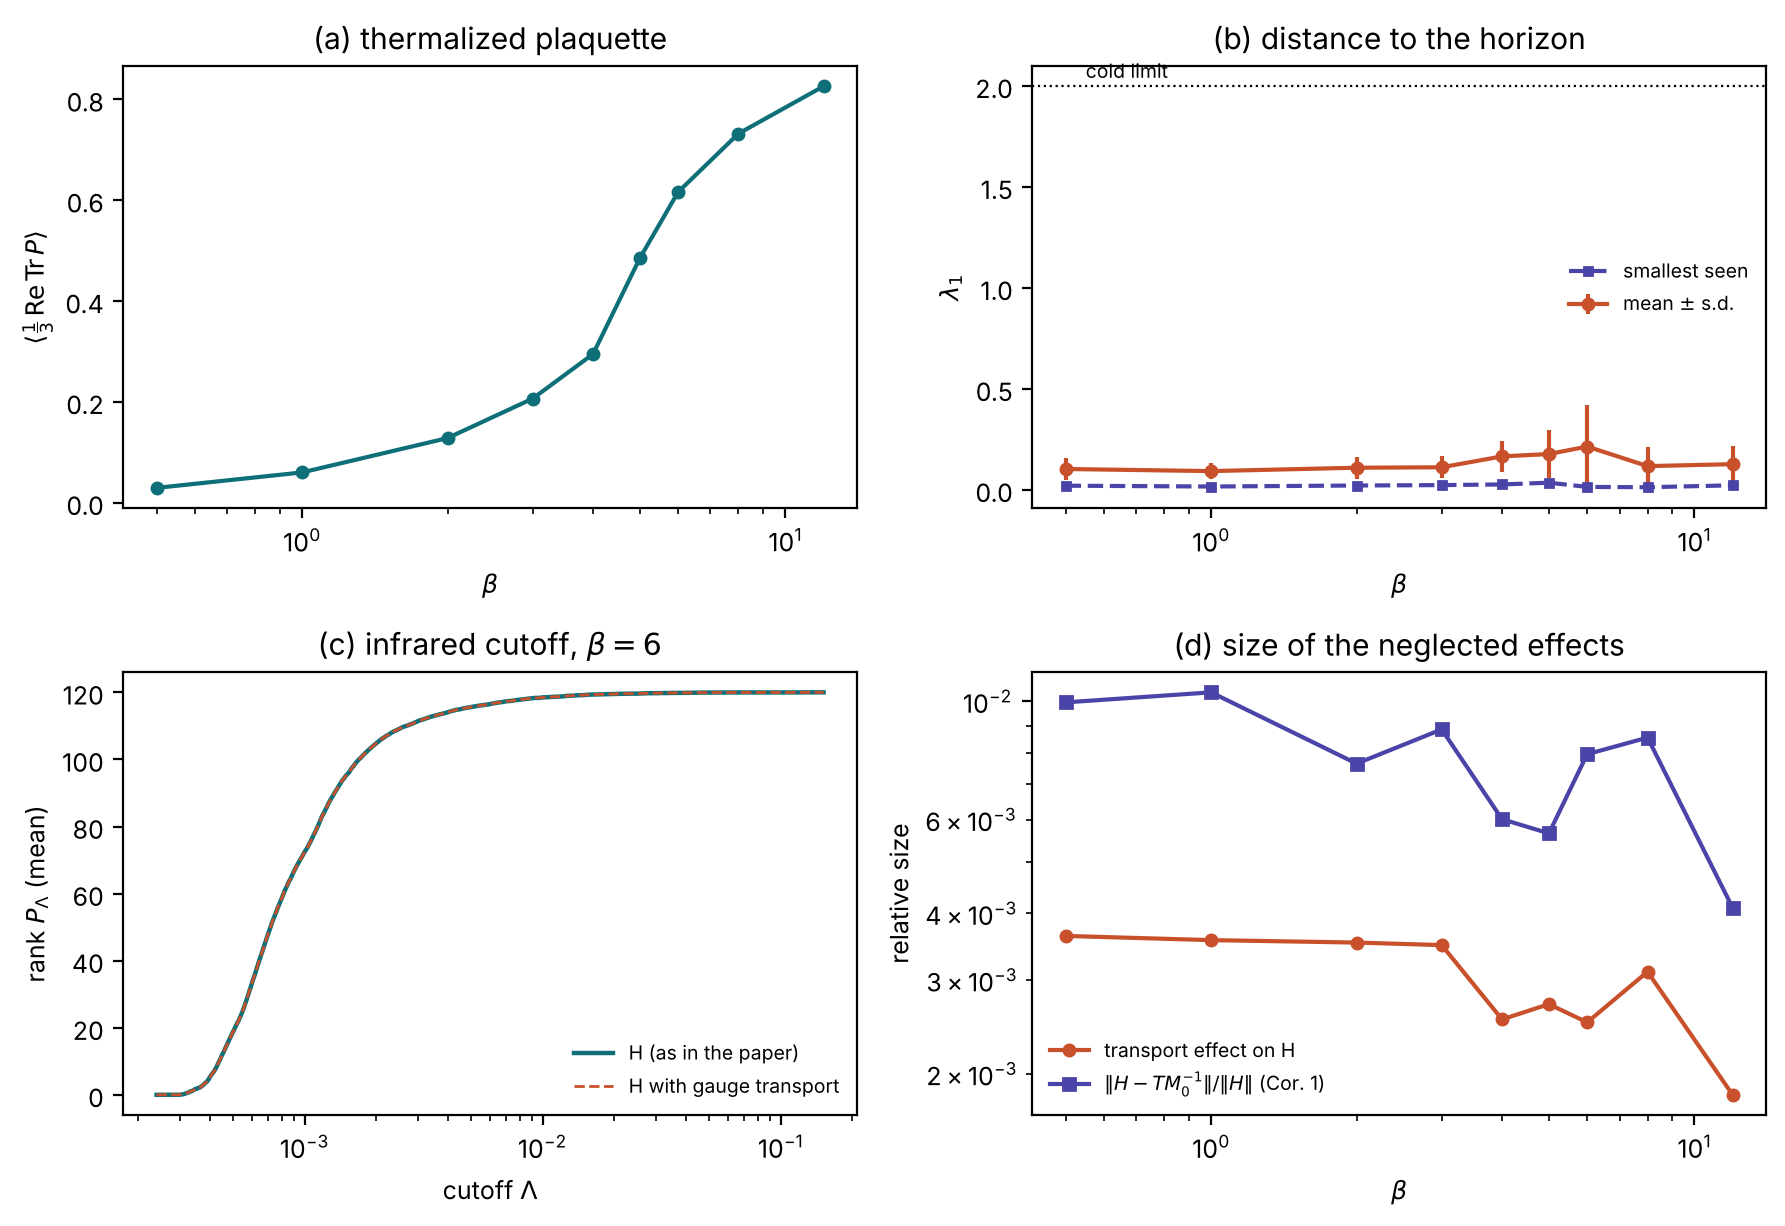 (a) thermalized plaquette
⟨1/3 Re Tr P⟩
0.8
0.6
0.4
0.2
0.0
10⁰
10¹
β
(b) distance to the horizon
λ₁
2.0
1.5
1.0
0.5
0.0
cold limit
smallest seen
mean ± s.d.
10⁰
10¹
β
(c) infrared cutoff, β = 6
rank P_Λ (mean)
120
100
80
60
40
20
0
H (as in the paper)
H with gauge transport
10⁻³
10⁻²
10⁻¹
cutoff Λ
(d) size of the neglected effects
relative size
10⁻²
6 × 10⁻³
4 × 10⁻³
3 × 10⁻³
2 × 10⁻³
transport effect on H
‖H − TM₀⁻¹‖/‖H‖ (Cor. 1)
10⁰
10¹
β